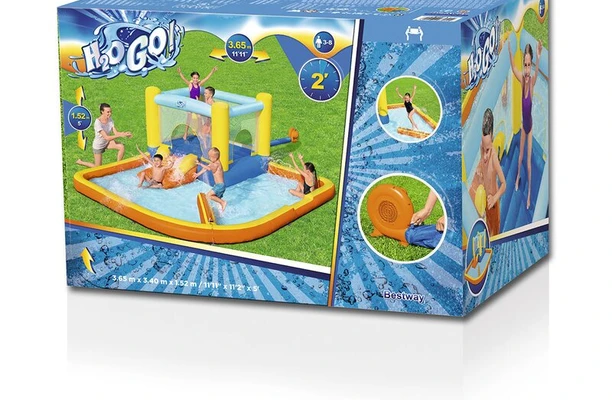 H2OGO!
3.65 m
11'11"
3-8
2'
1.52 m
5'
3.65 m x 3.40 m x 1.52 m / 11'11" x 11'2" x 5'
Bestway
H2OGO!